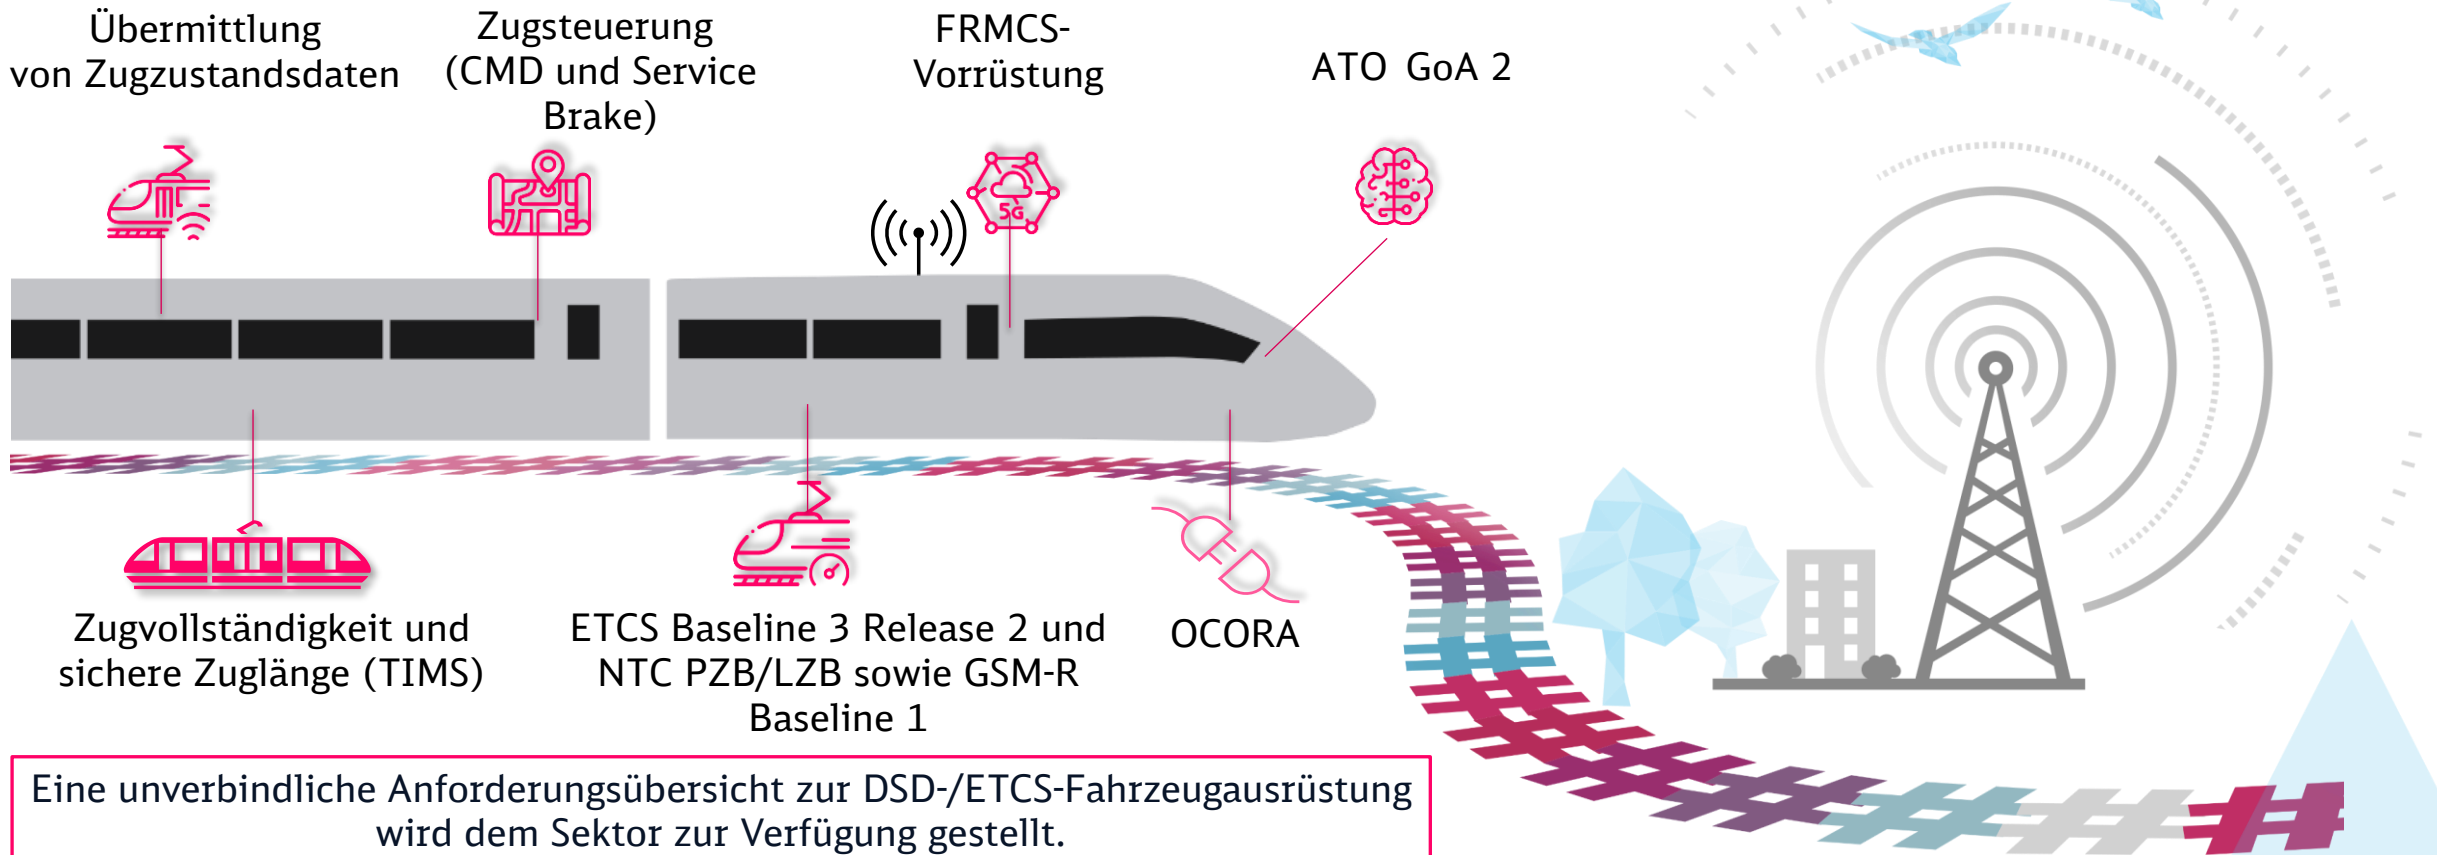 Übermittlung
von Zugzustandsdaten
Zugsteuerung
(CMD und Service
Brake)
FRMCS-
Vorrüstung
ATO GoA 2
5G
Zugvollständigkeit und
sichere Zuglänge (TIMS)
ETCS Baseline 3 Release 2 und
NTC PZB/LZB sowie GSM-R
Baseline 1
OCORA
Eine unverbindliche Anforderungsübersicht zur DSD-/ETCS-Fahrzeugausrüstung
wird dem Sektor zur Verfügung gestellt.